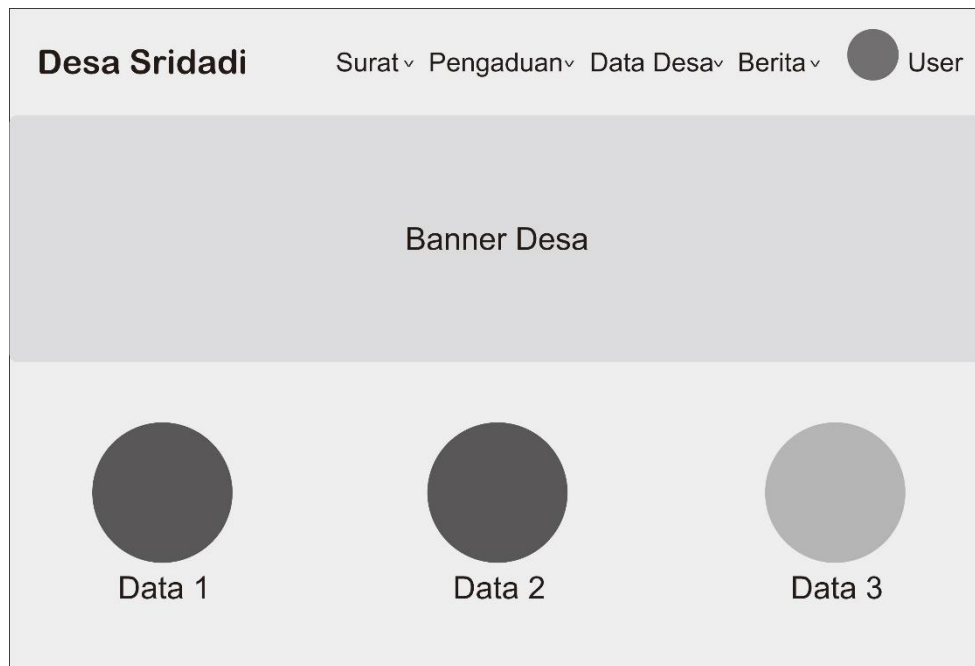 Desa Sridadi Surat Pengaduan Data Desa Berita User
Banner Desa
Data 1 Data 2 Data 3